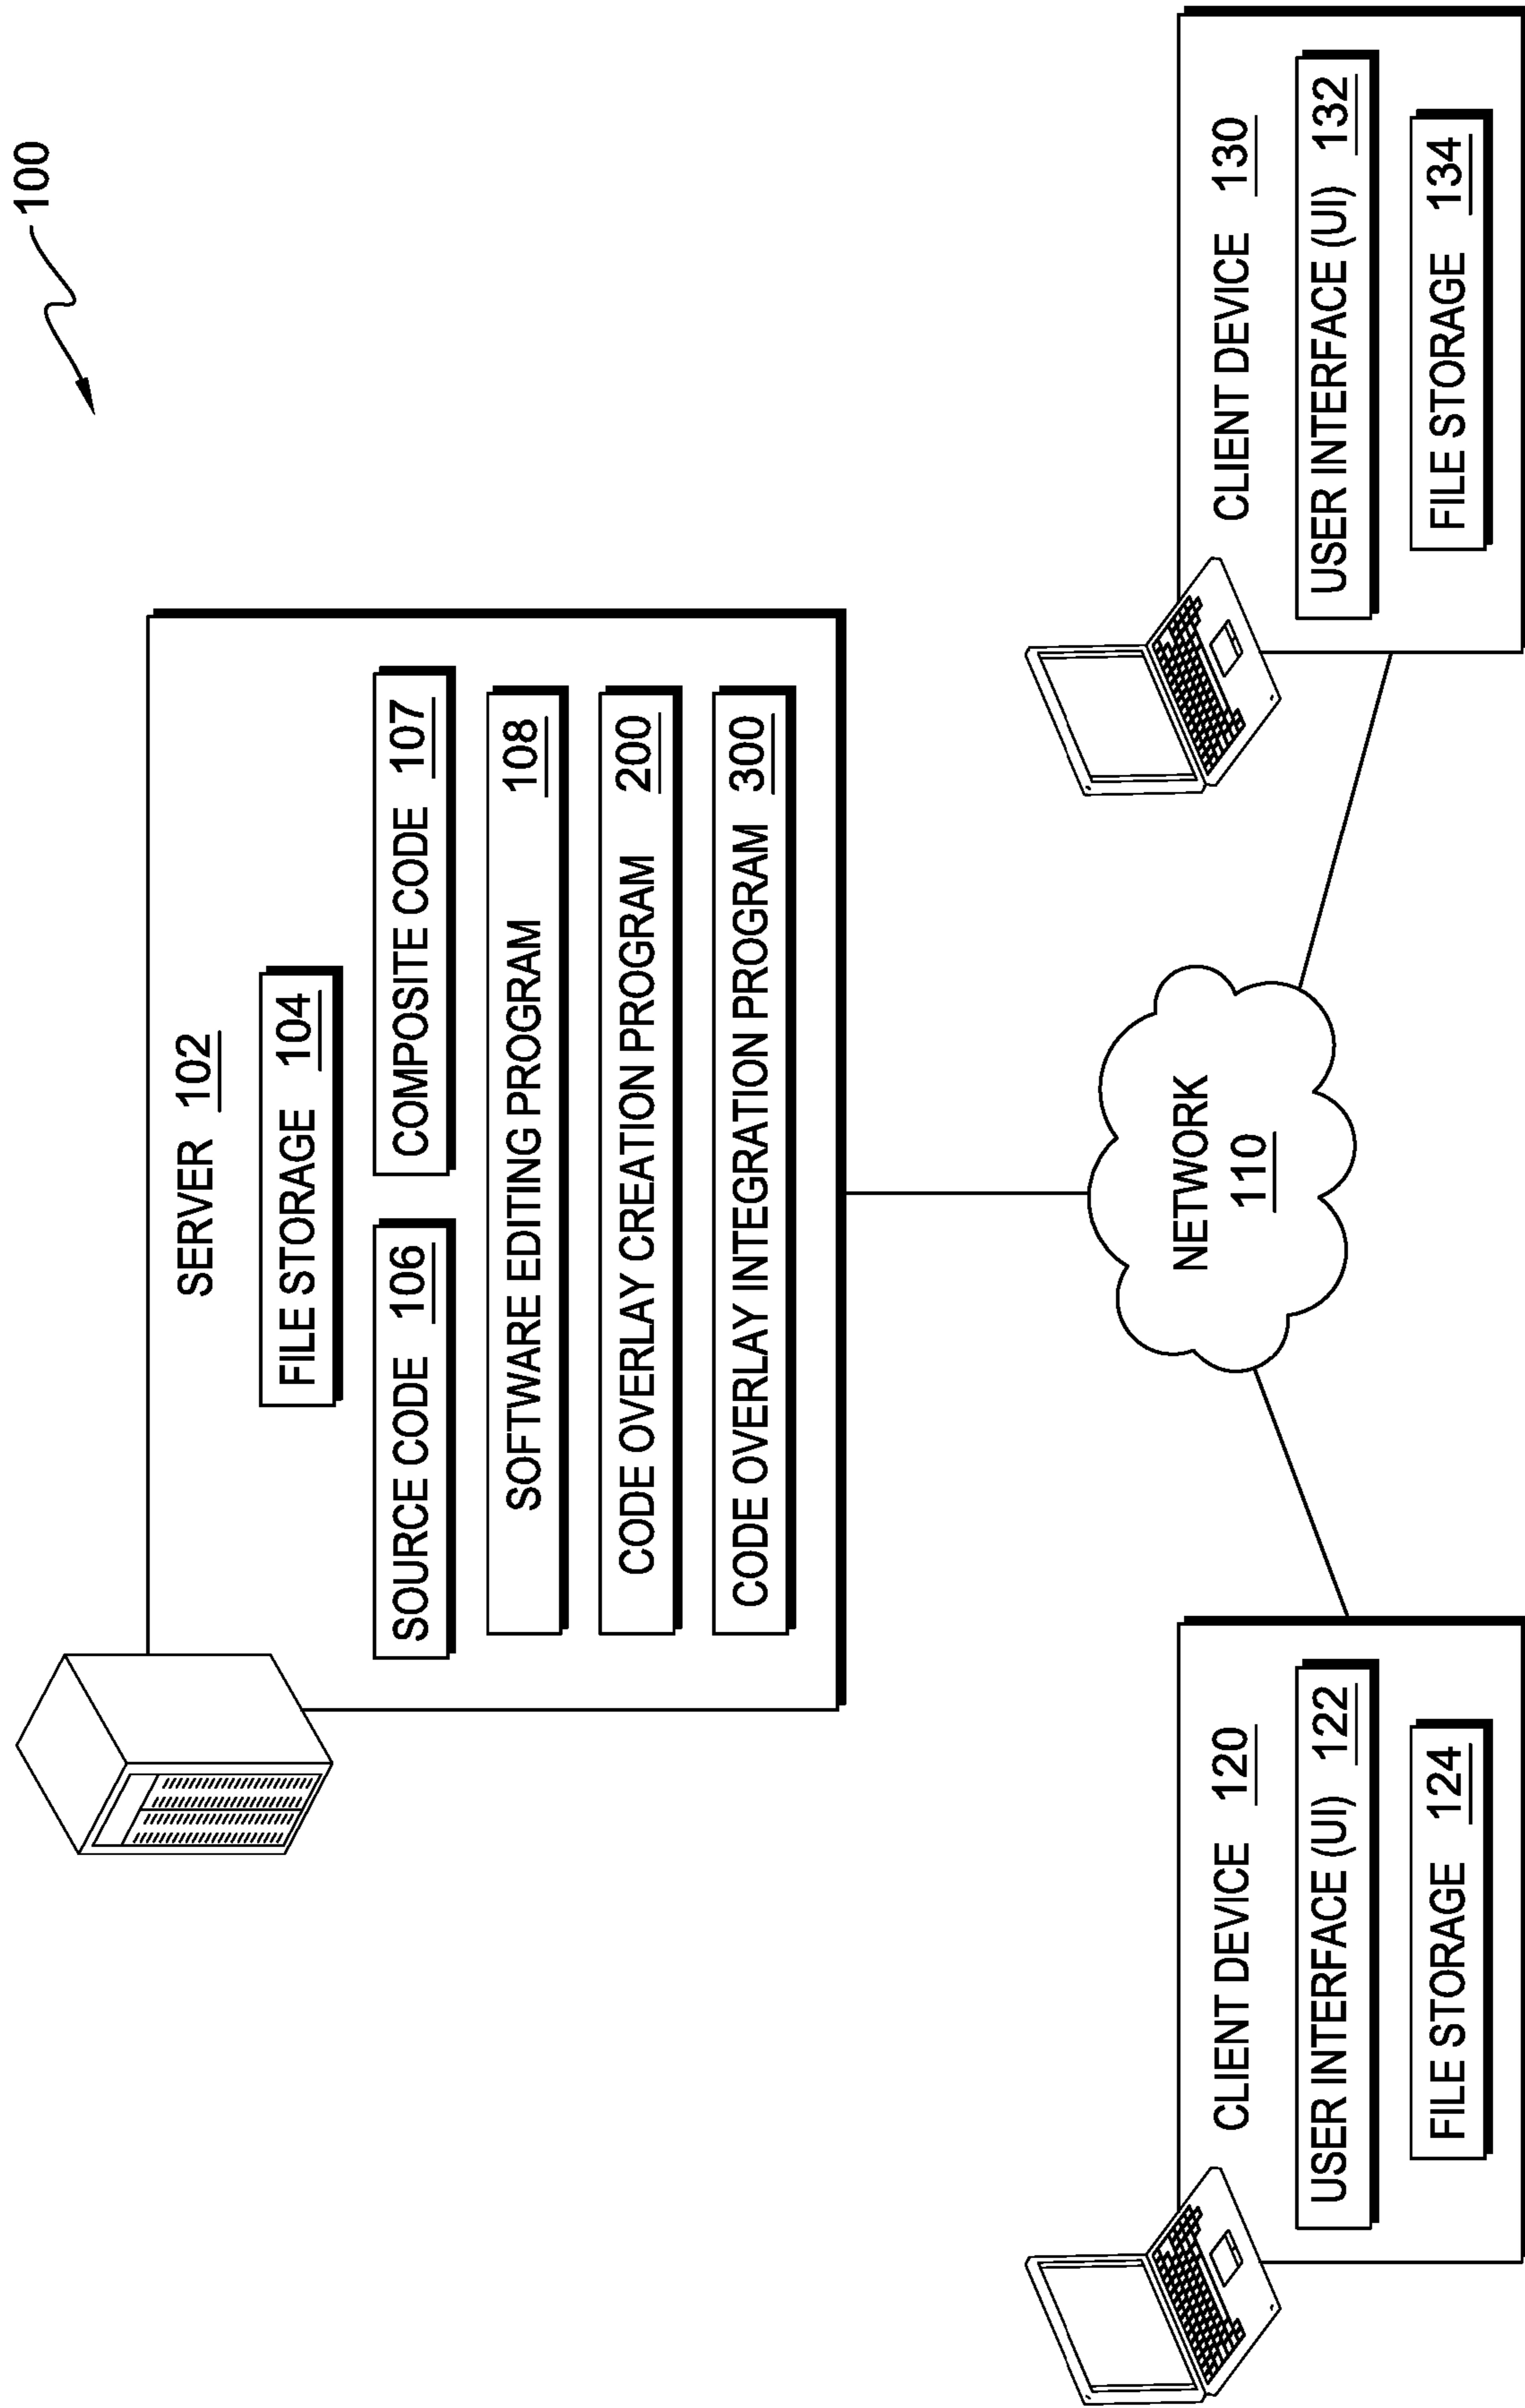 100
SERVER 102
FILE STORAGE 104
SOURCE CODE 106
COMPOSITE CODE 107
SOFTWARE EDITING PROGRAM 108
CODE OVERLAY CREATION PROGRAM 200
CODE OVERLAY INTEGRATION PROGRAM 300
NETWORK
110
CLIENT DEVICE 120
USER INTERFACE (UI) 122
FILE STORAGE 124
CLIENT DEVICE 130
USER INTERFACE (UI) 132
FILE STORAGE 134